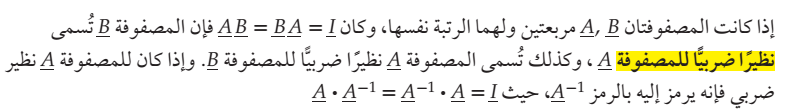 إذا كانت المصفوفتان A, B مربعتين ولهما الرتبة نفسها، وكان AB = BA = I فإن المصفوفة B تُسمى
نظيرًا ضربيًّا للمصفوفة A ، وكذلك تُسمى المصفوفة A نظيرًا ضربيًّا للمصفوفة B. وإذا كان للمصفوفة A نظير
ضربي فإنه يرمز إليه بالرمز A⁻¹، حيث A · A⁻¹ = A⁻¹ · A = I